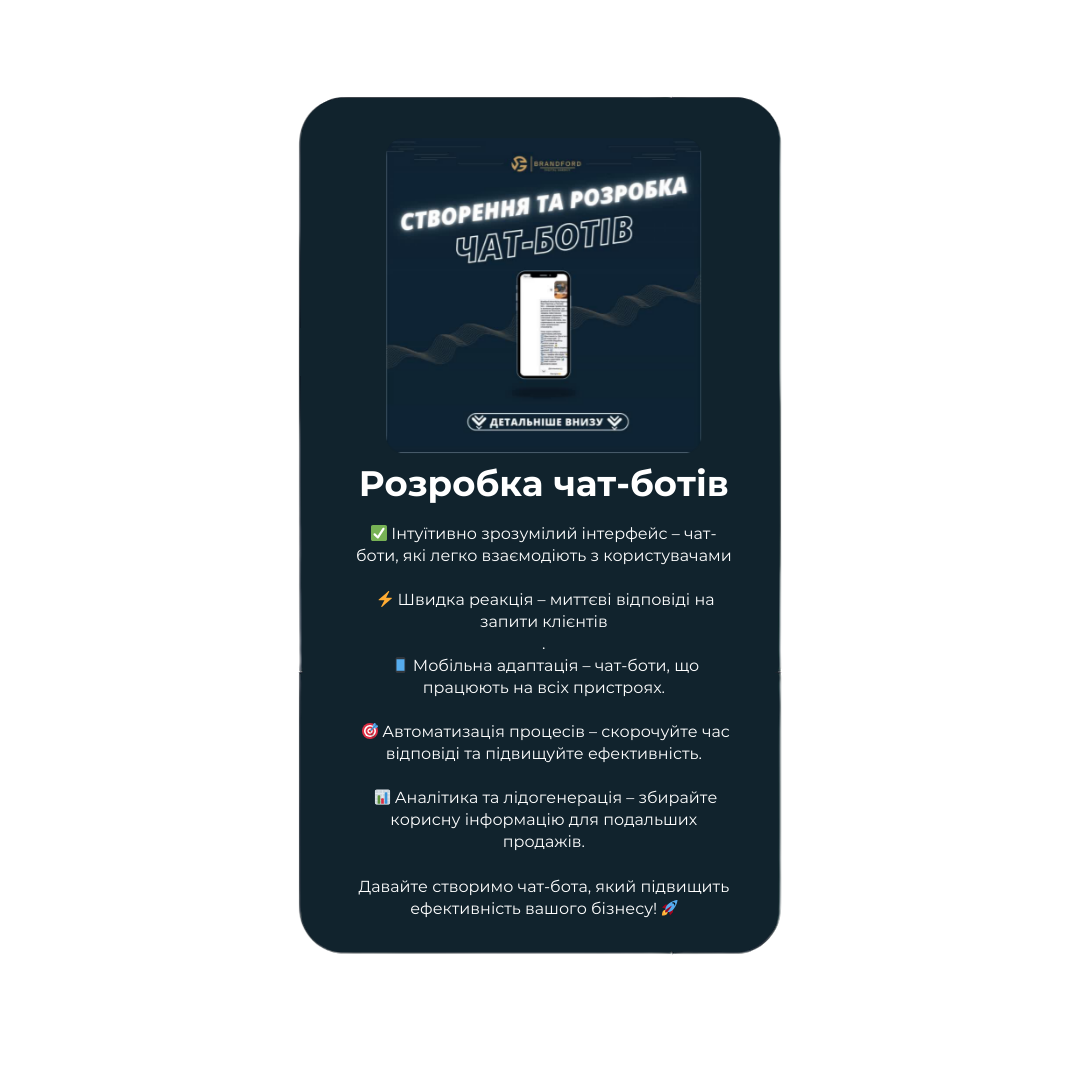 BRANDFORD
СТВОРЕННЯ ТА РОЗРОБКА
ЧАТ-БОТІВ
ДЕТАЛЬНІШЕ ВНИЗУ
Розробка чат-ботів
✅ Інтуїтивно зрозумілий інтерфейс – чат-
боти, які легко взаємодіють з користувачами
⚡ Швидка реакція – миттєві відповіді на
запити клієнтів
.
📱 Мобільна адаптація – чат-боти, що
працюють на всіх пристроях.
🎯 Автоматизація процесів – скорочуйте час
відповіді та підвищуйте ефективність.
📊 Аналітика та лідогенерація – збирайте
корисну інформацію для подальших
продажів.
Давайте створимо чат-бота, який підвищить
ефективність вашого бізнесу! 🚀